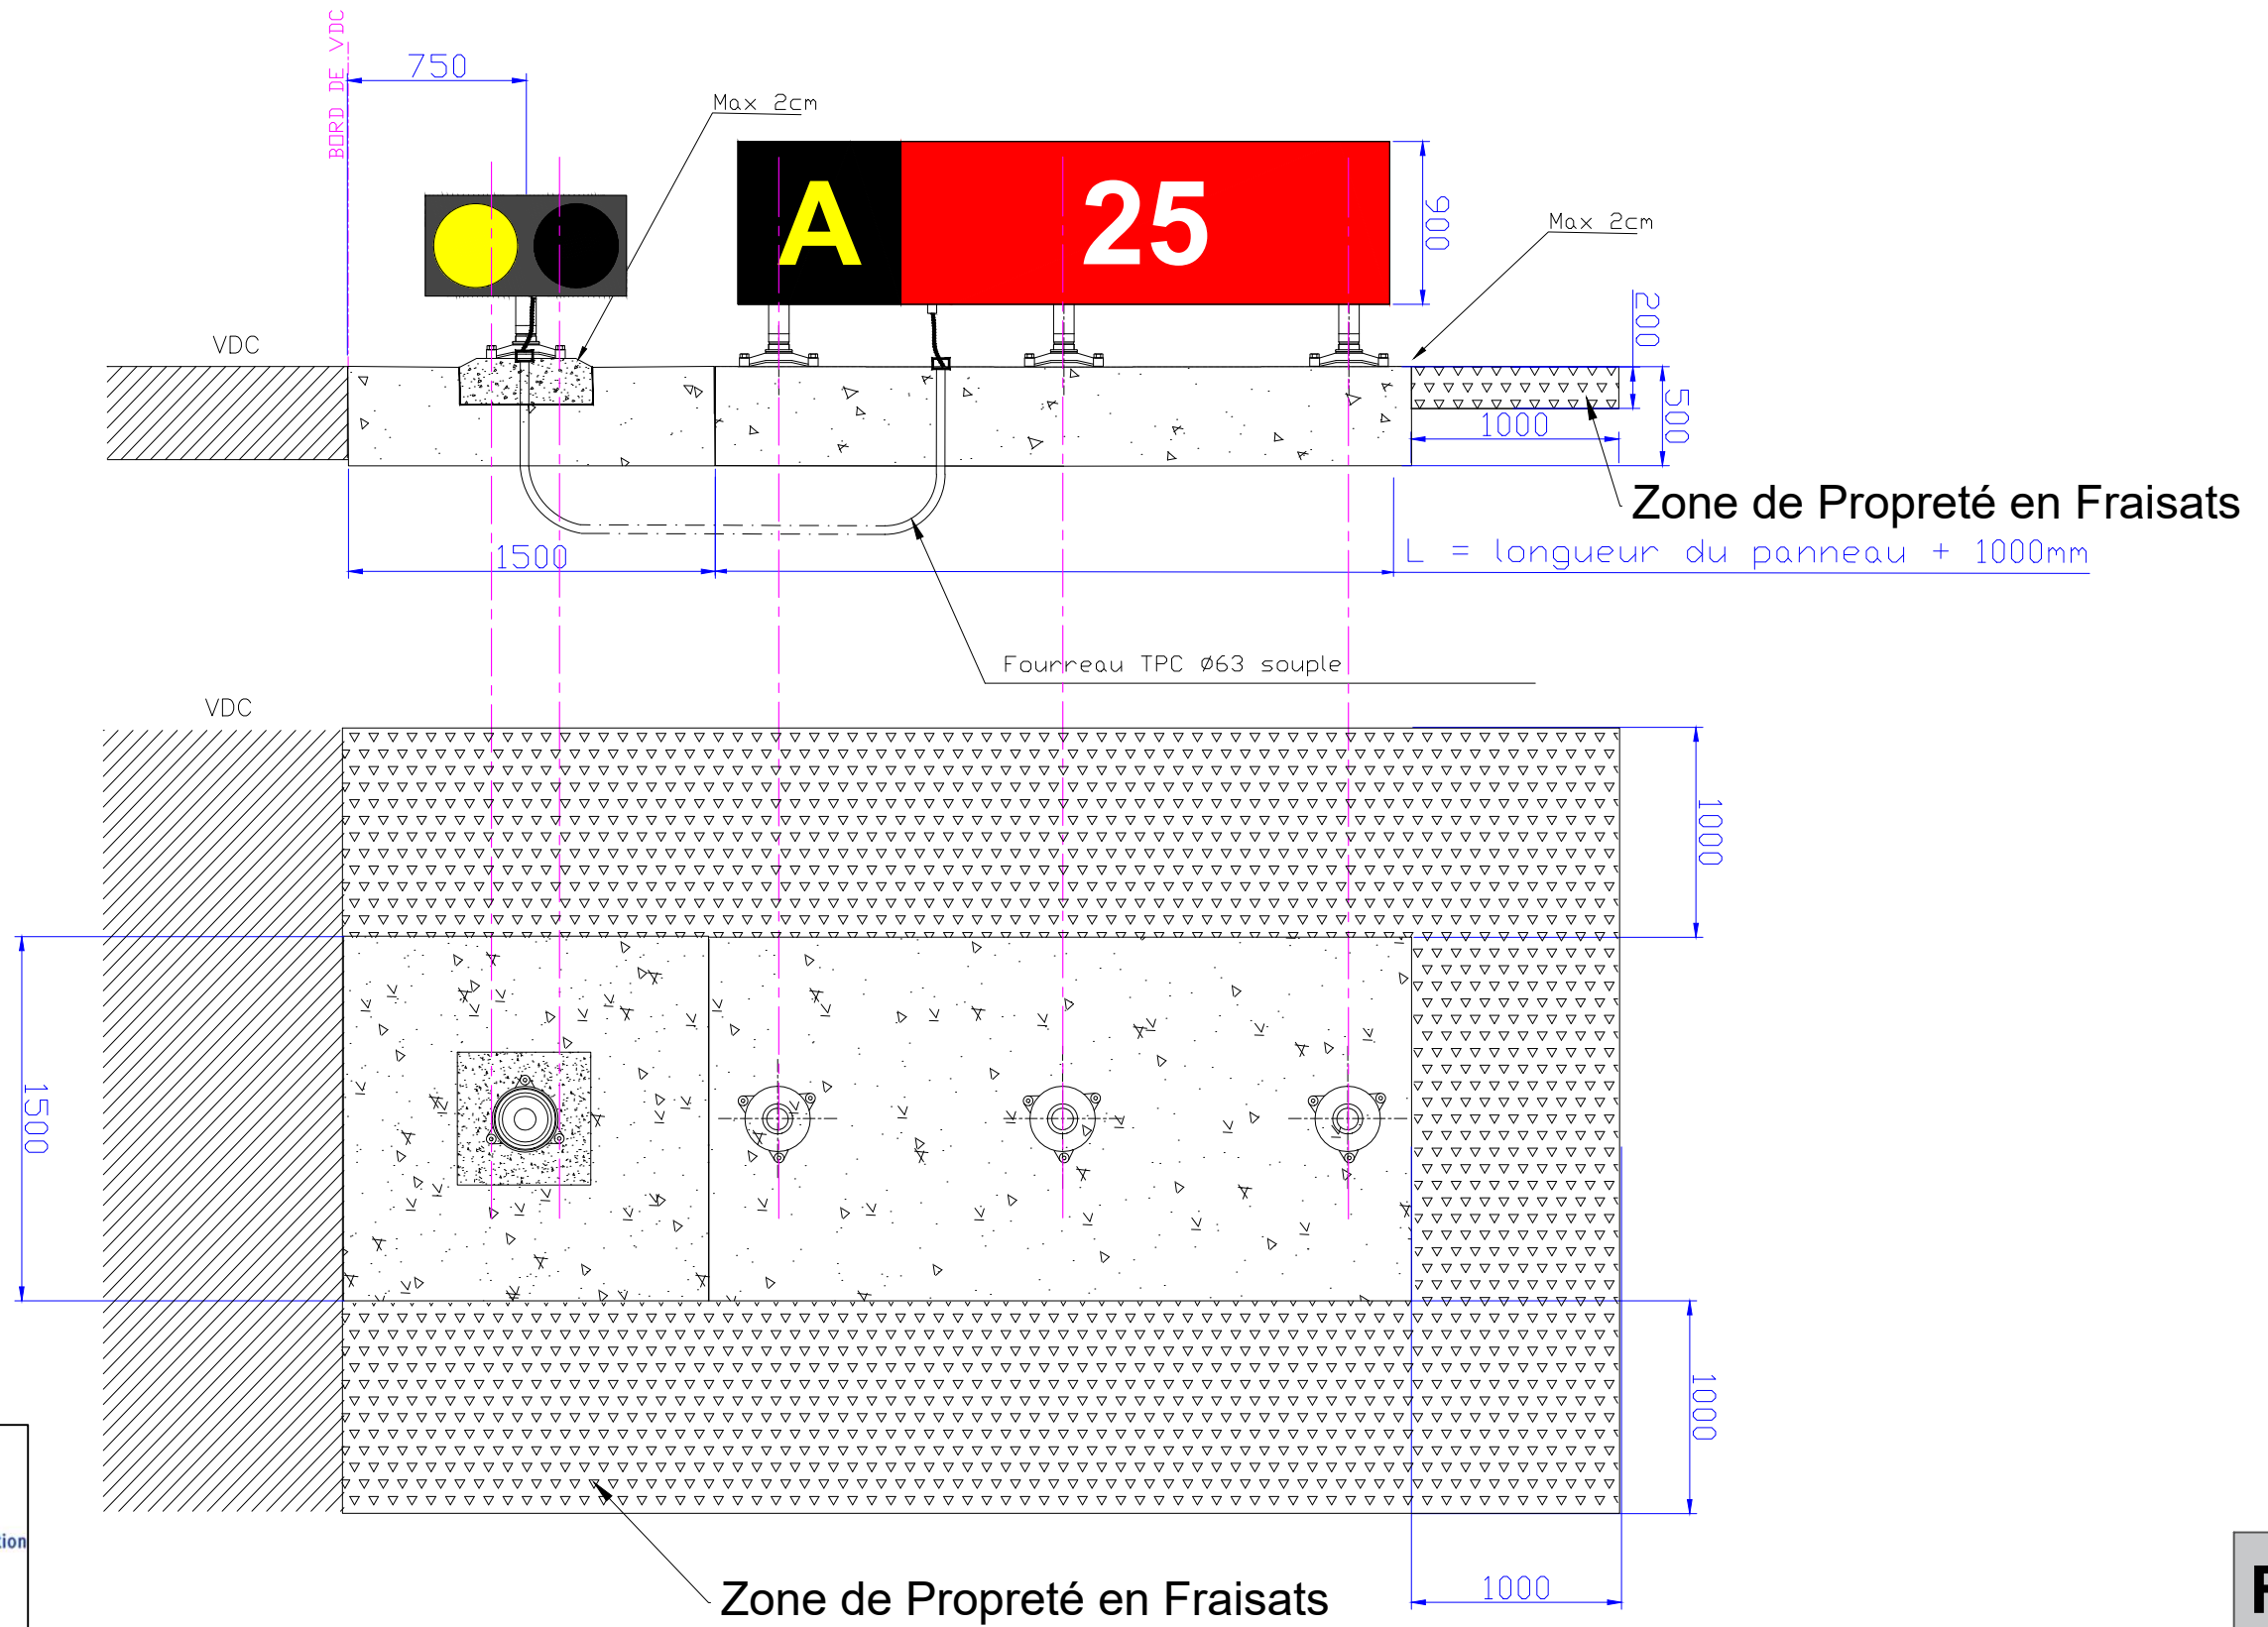 BORD DE VDC
750
Max 2cm
A 25
900
Max 2cm
200
VDC
500
1000
Zone de Propreté en Fraisats
1500
L = longueur du panneau + 1000mm
Fourreau TPC Ø63 souple
VDC
1000
1500
1000
tion
1000
Zone de Propreté en Fraisats